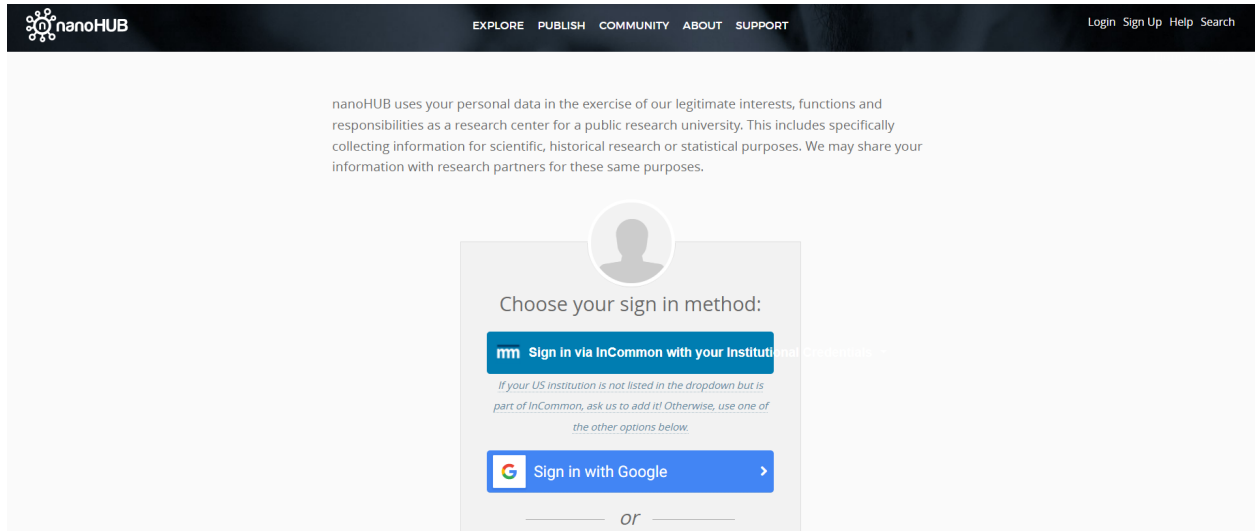 nanoHUB
EXPLORE PUBLISH COMMUNITY ABOUT SUPPORT
Login Sign Up Help Search
nanoHUB uses your personal data in the exercise of our legitimate interests, functions and
responsibilities as a research center for a public research university. This includes specifically
collecting information for scientific, historical research or statistical purposes. We may share your
information with research partners for these same purposes.
Choose your sign in method:
Sign in via InCommon with your Institutional
If your US institution is not listed in the dropdown but is
part of InCommon, ask us to add it! Otherwise, use one of
the other options below.
Sign in with Google
or